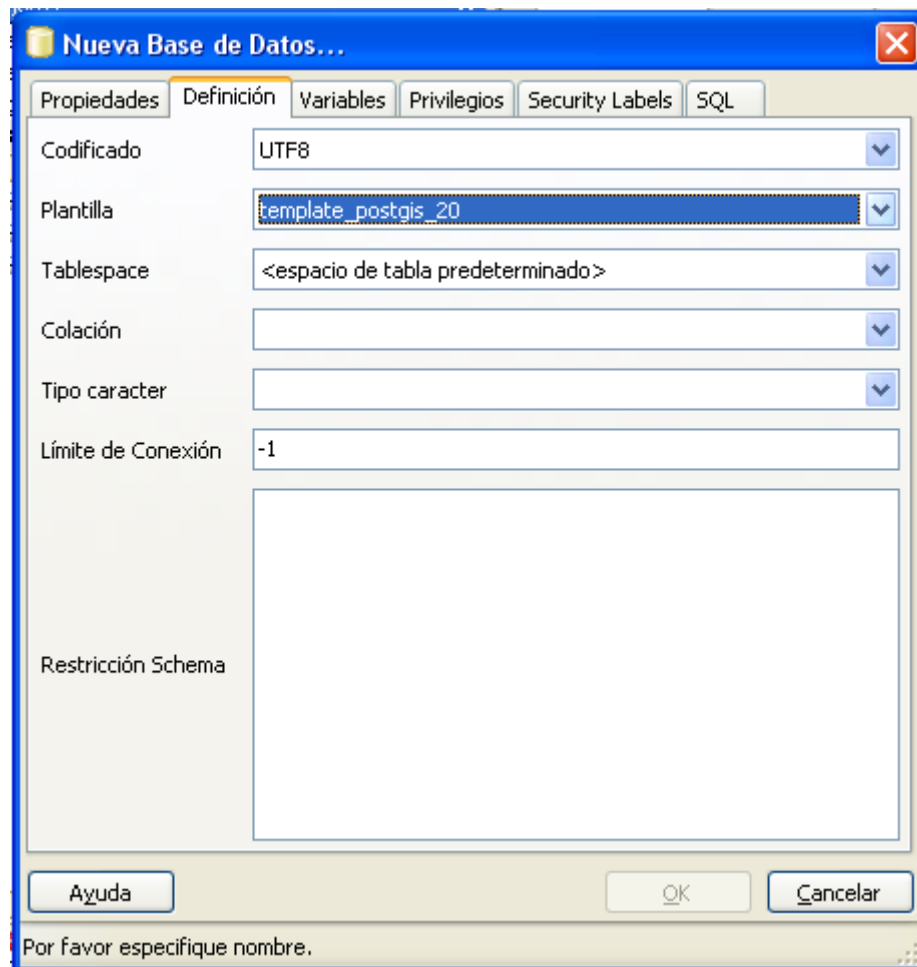 Nueva Base de Datos...
Propiedades Definición Variables Privilegios Security Labels SQL
Codificado UTF8
Plantilla template_postgis_20
Tablespace <espacio de tabla predeterminado>
Colación
Tipo caracter
Límite de Conexión -1
Restricción Schema
Ayuda OK Cancelar
Por favor especifique nombre.